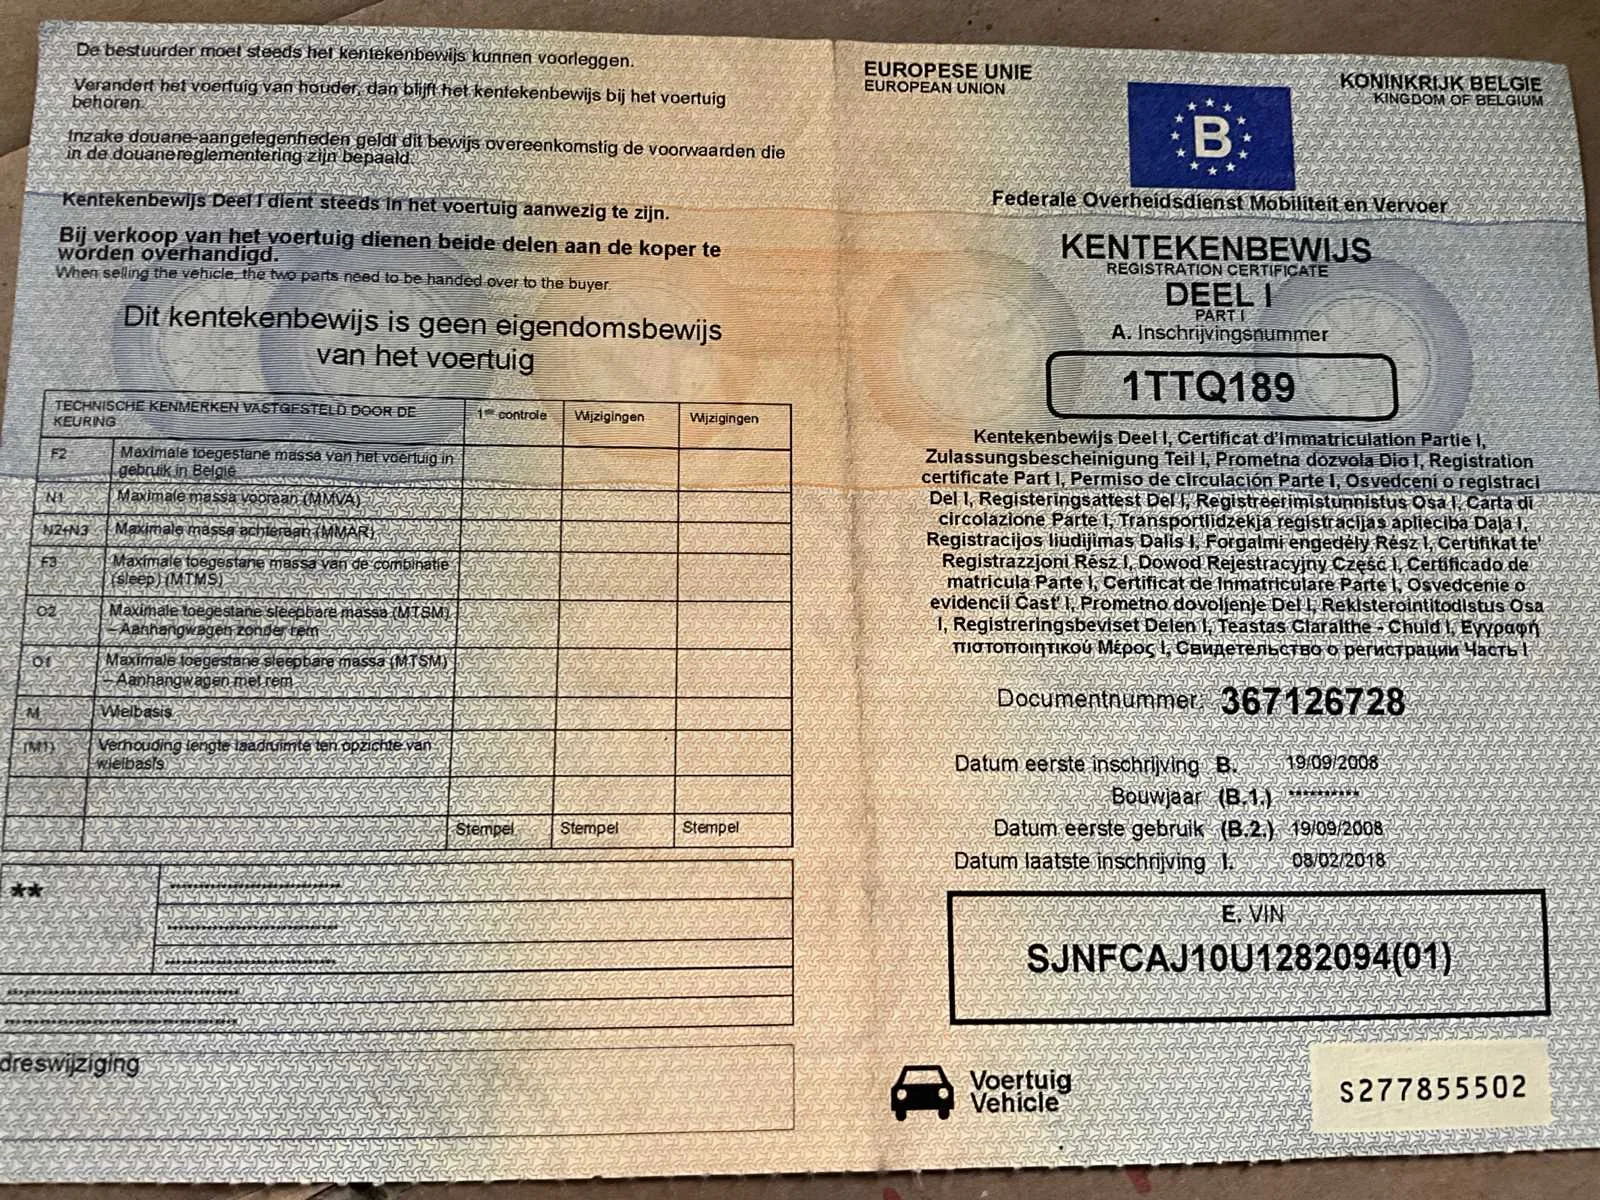 De bestuurder moet steeds het kentekenbewijs kunnen voorleggen.
Verandert het voertuig van houder, dan blijft het kentekenbewijs bij het voertuig
behoren.
Inzake douane-aangelegenheden geldt dit bewijs overeenkomstig de voorwaarden die
in de douanereglementering zijn bepaald.
Kentekenbewijs Deel I dient steeds in het voertuig aanwezig te zijn.
Bij verkoop van het voertuig dienen beide delen aan de koper te
worden overhandigd.
When selling the vehicle, the two parts need to be handed over to the buyer.
Dit kentekenbewijs is geen eigendomsbewijs
van het voertuig
TECHNISCHE KENMERKEN VASTGESTELD DOOR DE
KEURING
1ste controle
Wijzigingen
Wijzigingen
F2 Maximale toegestane massa van het voertuig in
gebruik in België
N1 Maximale massa vooraan (MMVA)
N2+N3 Maximale massa achteraan (MMAR)
F3 Maximale toegestane massa van de combinatie
(sleep) (MTMS)
O2 Maximale toegestane sleepbare massa (MTSM)
– Aanhangwagen zonder rem
O1 Maximale toegestane sleepbare massa (MTSM)
– Aanhangwagen met rem
M Wielbasis
(M1) Verhouding lengte laadruimte ten opzichte van
wielbasis
Stempel Stempel Stempel
**
dreswijziging
EUROPESE UNIE
EUROPEAN UNION
B
KONINKRIJK BELGIE
KINGDOM OF BELGIUM
Federale Overheidsdienst Mobiliteit en Vervoer
KENTEKENBEWIJS
REGISTRATION CERTIFICATE
DEEL I
PART I
A. Inschrijvingsnummer
1TTQ189
Kentekenbewijs Deel I, Certificat d'Immatriculation Partie I,
Zulassungsbescheinigung Teil I, Prometna dozvola Dio I, Registration
certificate Part I, Permiso de circulación Parte I, Osvedceni o registraci
Del I, Registeringsattest Del I, Registreerimistunnistus Osa I, Carta di
circolazione Parte I, Transportlidzekja registracijas aplieciba Daļa I,
Registracijos liudijimas Dalis I, Forgalmi engedély Rész I, Certifikat te'
Registrazzjoni Rész I, Dowod Rejestracyjny Część I, Certificado de
matricula Parte I, Certificat de Inmatriculare Parte I, Osvedcenie o
evidencii Časť I, Prometno dovoljenje Del I, Rekisterointitodistus Osa
I, Registreringsbeviset Delen I, Teastas Claraithe - Chuid I, Εγγραφή
πιστοποιητικού Μέρος I, Свидетельство о регистрации Часть I
Documentnummer: 367126728
Datum eerste inschrijving B. 19/09/2008
Bouwjaar (B.1.) **********
Datum eerste gebruik (B.2.) 19/09/2008
Datum laatste inschrijving I. 08/02/2018
E. VIN
SJNFCAJ10U1282094(01)
Voertuig
Vehicle
S277855502